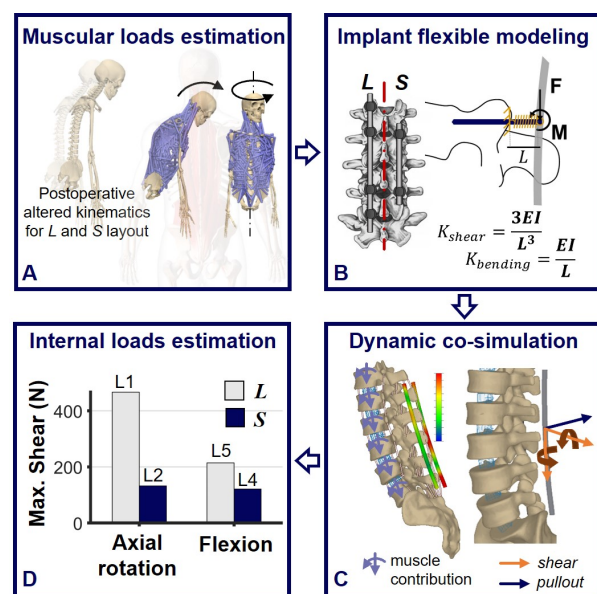 Muscular loads estimation
Postoperative
altered kinematics
for L and S layout
A
Implant flexible modeling
L S
F
M
L
K_shear = 3EI / L³
K_bending = EI / L
B
Dynamic co-simulation
muscle
contribution
shear
pullout
C
Internal loads estimation
Max. Shear (N)
400
200
0
L1
L2
L5
L4
L
S
Axial
rotation
Flexion
D